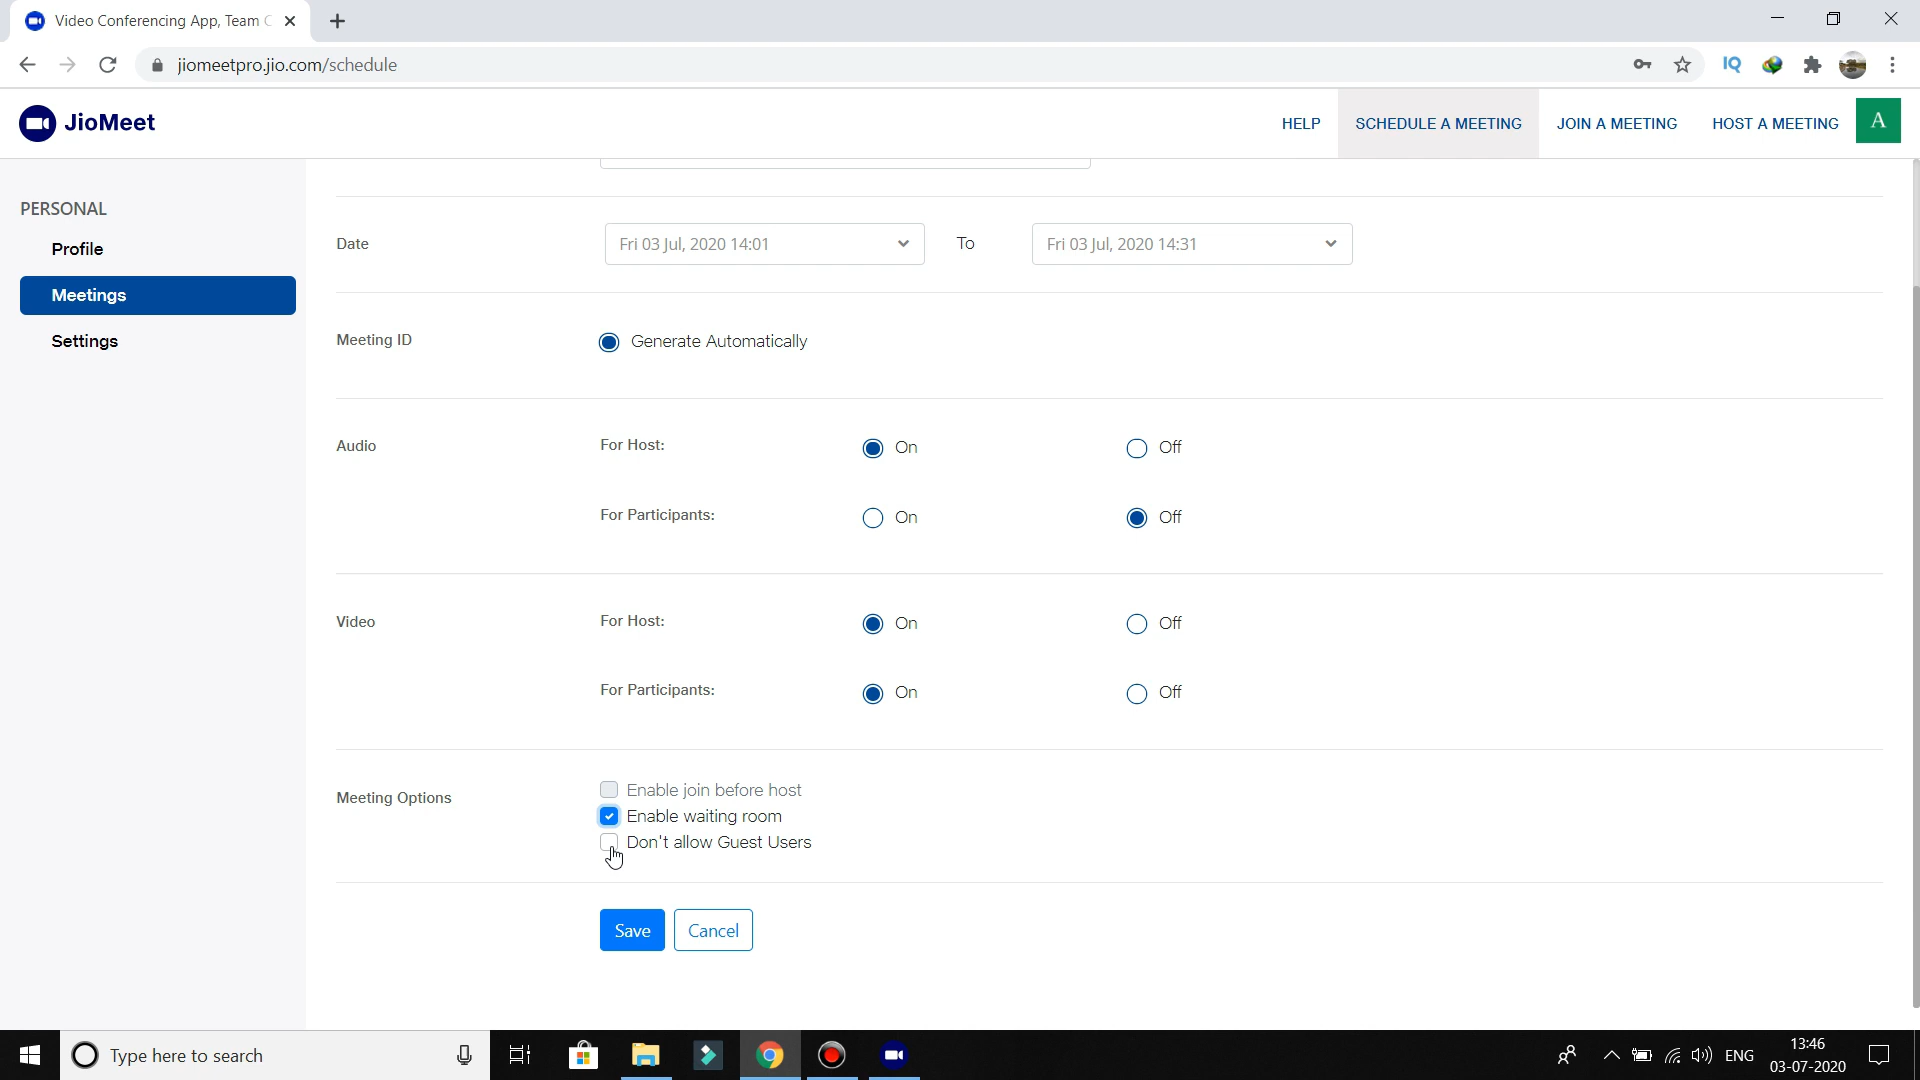 Video Conferencing App, Team C
jiomeetpro.jio.com/schedule
IQ
JioMeet
HELP
SCHEDULE A MEETING
JOIN A MEETING
HOST A MEETING
A
PERSONAL
Profile
Meetings
Settings
Date
Fri 03 Jul, 2020 14:01
To
Fri 03 Jul, 2020 14:31
Meeting ID
Generate Automatically
Audio
For Host:
On
Off
For Participants:
On
Off
Video
For Host:
On
Off
For Participants:
On
Off
Meeting Options
Enable join before host
Enable waiting room
Don't allow Guest Users
Save
Cancel
Type here to search
ENG
13:46
03-07-2020